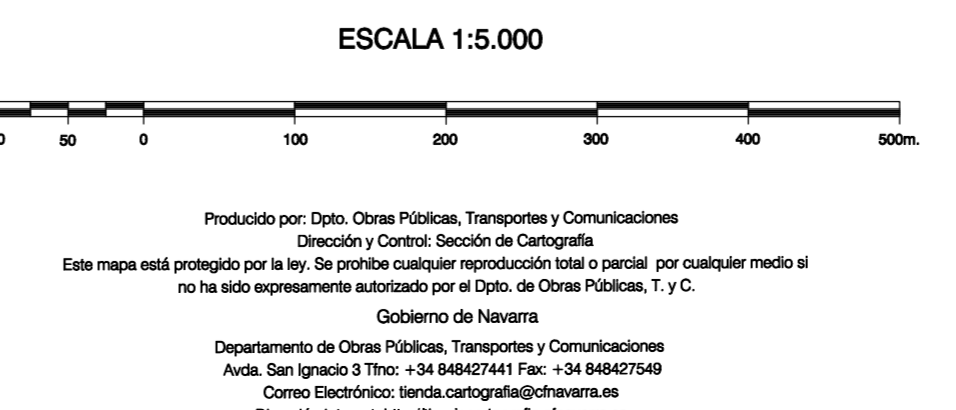 ESCALA 1:5.000
50 0 100 200 300 400 500m.
Producido por: Dpto. Obras Públicas, Transportes y Comunicaciones
Dirección y Control: Sección de Cartografía
Este mapa está protegido por la ley. Se prohibe cualquier reproducción total o parcial por cualquier medio si
no ha sido expresamente autorizado por el Dpto. de Obras Públicas, T. y C.
Gobierno de Navarra
Departamento de Obras Públicas, Transportes y Comunicaciones
Avda. San Ignacio 3 Tfno: +34 848427441 Fax: +34 848427549
Correo Electrónico: tienda.cartografia@cfnavarra.es